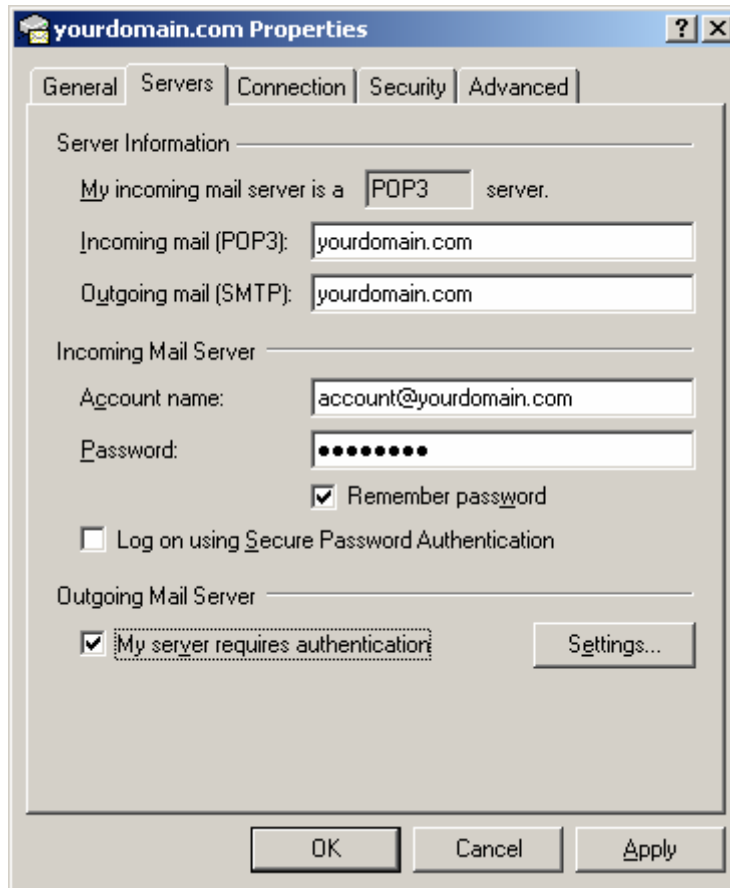 yourdomain.com Properties
General Servers Connection Security Advanced
Server Information
My incoming mail server is a POP3 server.
Incoming mail (POP3): yourdomain.com
Outgoing mail (SMTP): yourdomain.com
Incoming Mail Server
Account name: account@yourdomain.com
Password: ●●●●●●●●
Remember password
Log on using Secure Password Authentication
Outgoing Mail Server
My server requires authentication Settings...
OK Cancel Apply